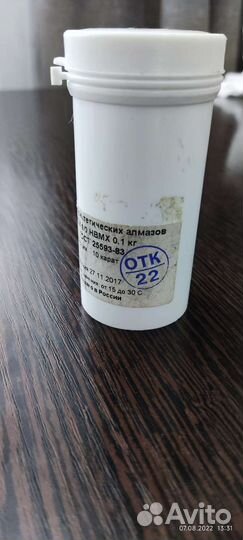 тетических алмазов
НВМХ 0.1 кг
25593-83
10 карат
27 11.2017
от 15 до 30 С
в России
ОТК
22
Avito
07.08.2022 13:31